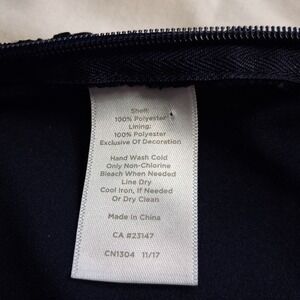 Shell:
100% Polyester
Lining:
100% Polyester
Exclusive Of Decoration
Hand Wash Cold
Only Non-Chlorine
Bleach When Needed
Line Dry
Cool Iron, If Needed
Or Dry Clean
Made in China
CA #23147
CN1304 11/17